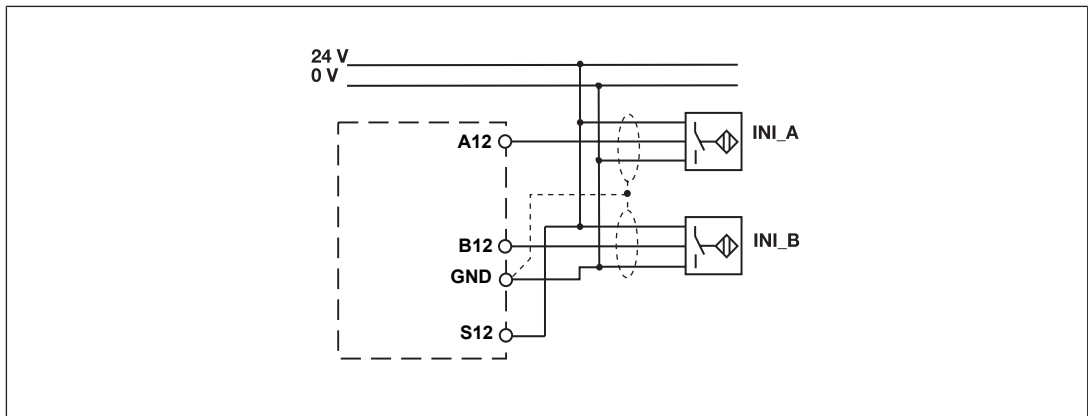 24 V
0 V
A12
INI_A
B12
INI_B
GND
S12